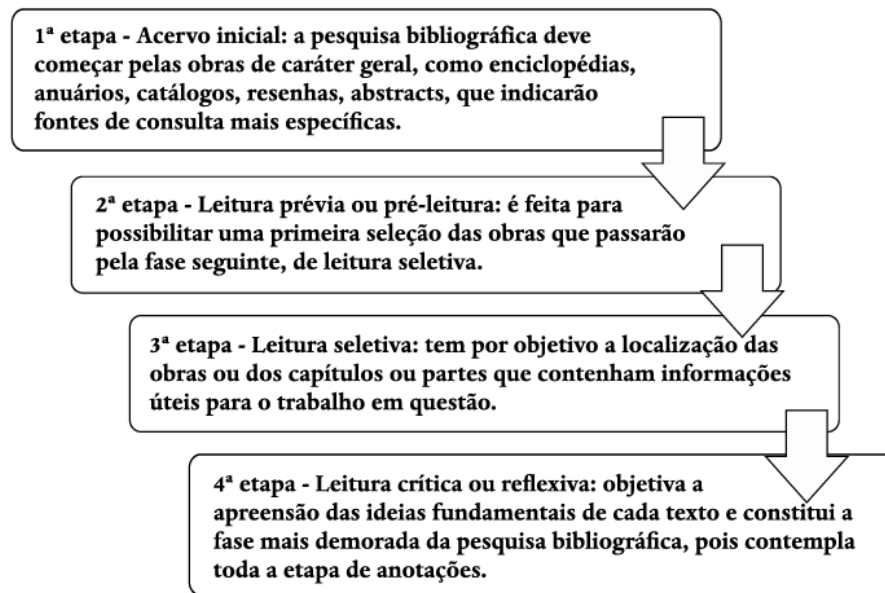 1ª etapa - Acervo inicial: a pesquisa bibliográfica deve
começar pelas obras de caráter geral, como enciclopédias,
anuários, catálogos, resenhas, abstracts, que indicarão
fontes de consulta mais específicas.
2ª etapa - Leitura prévia ou pré-leitura: é feita para
possibilitar uma primeira seleção das obras que passarão
pela fase seguinte, de leitura seletiva.
3ª etapa - Leitura seletiva: tem por objetivo a localização das
obras ou dos capítulos ou partes que contenham informações
úteis para o trabalho em questão.
4ª etapa - Leitura crítica ou reflexiva: objetiva a
apreensão das ideias fundamentais de cada texto e constitui a
fase mais demorada da pesquisa bibliográfica, pois contempla
toda a etapa de anotações.